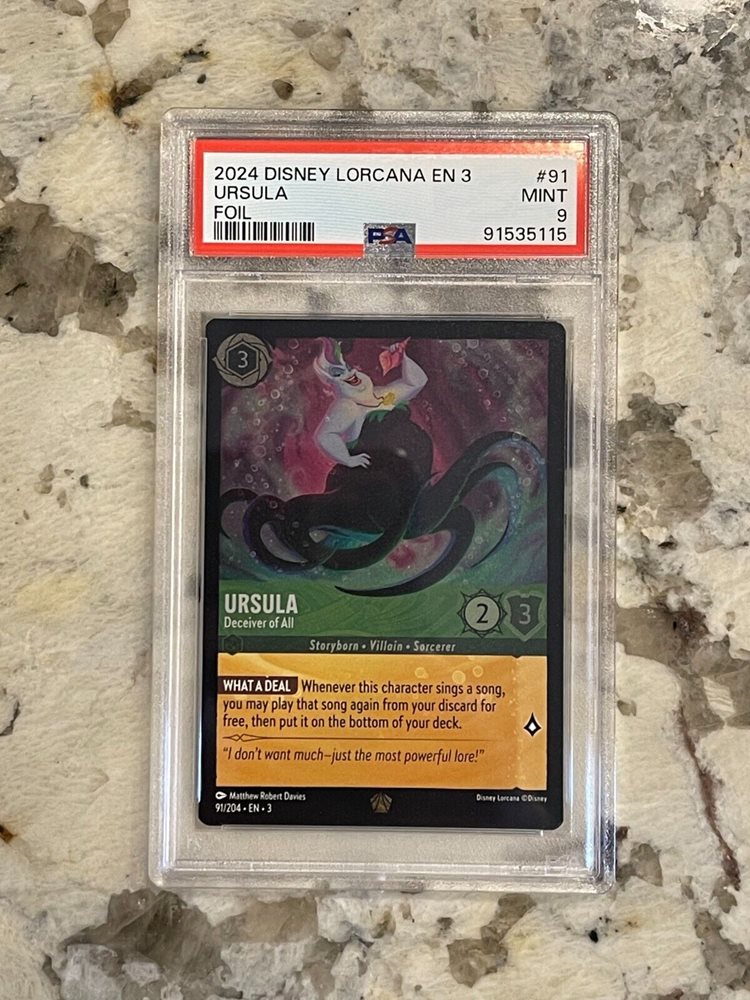 2024 DISNEY LORCANA EN 3 #91
URSULA MINT
FOIL 9
PSA 91535115
3
URSULA
Deceiver of All
2 3
Storyborn • Villain • Sorcerer
WHAT A DEAL Whenever this character sings a song,
you may play that song again from your discard for
free, then put it on the bottom of your deck.
“I don’t want much–just the most powerful lore!”
Matthew Robert Davies
Disney Lorcana ©Disney
91/204 • EN • 3